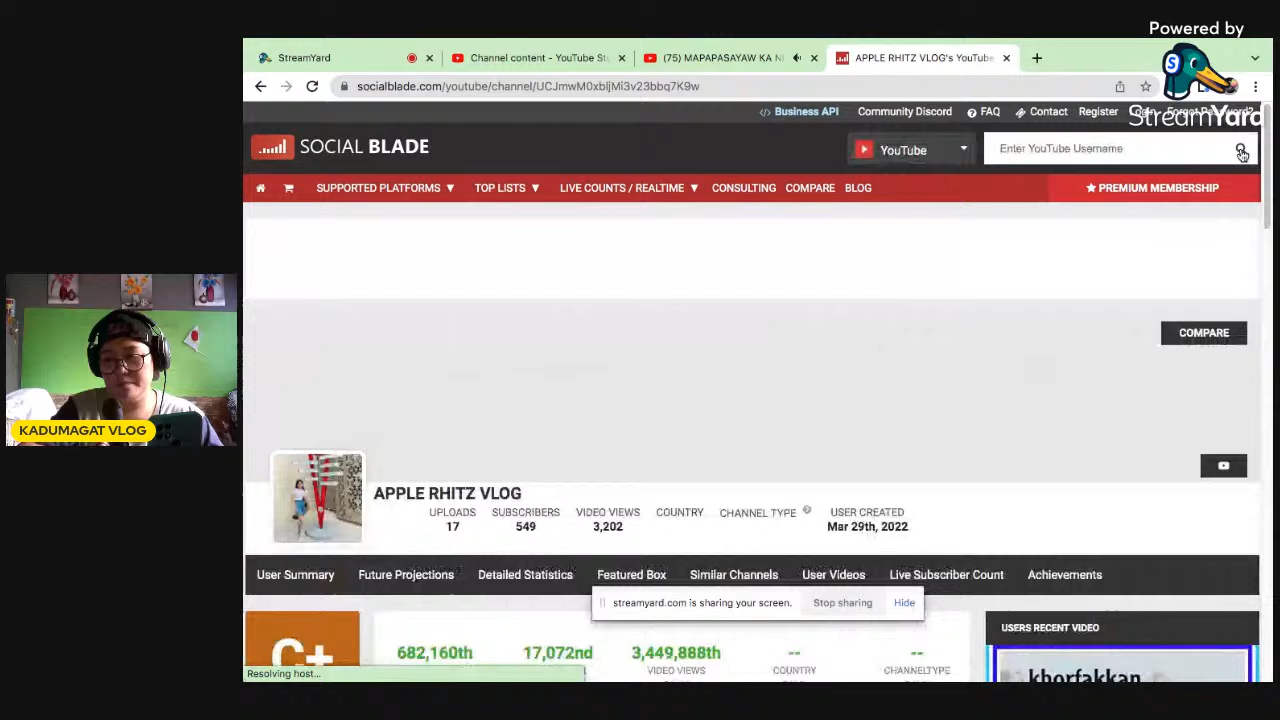 Powered by
StreamYard
StreamYard
Channel content - YouTube Stu
(75) MAPAPASAYAW KA NI
APPLE RHITZ VLOG's YouTube
socialblade.com/youtube/channel/UCJmwM0xbljMi3v23bbq7K9w
Business API Community Discord FAQ Contact Register Login Forgot Password?
SOCIAL BLADE
YouTube
Enter YouTube Username
SUPPORTED PLATFORMS TOP LISTS LIVE COUNTS / REALTIME CONSULTING COMPARE BLOG PREMIUM MEMBERSHIP
COMPARE
APPLE RHITZ VLOG
UPLOADS SUBSCRIBERS VIDEO VIEWS COUNTRY CHANNEL TYPE USER CREATED
17 549 3,202 Mar 29th, 2022
User Summary Future Projections Detailed Statistics Featured Box Similar Channels User Videos Live Subscriber Count Achievements
streamyard.com is sharing your screen. Stop sharing Hide
C+
682,160th 17,072nd 3,449,888th -- --
VIDEO VIEWS COUNTRY CHANNELTYPE
USERS RECENT VIDEO
khorfakkan
Resolving host...
KADUMAGAT VLOG